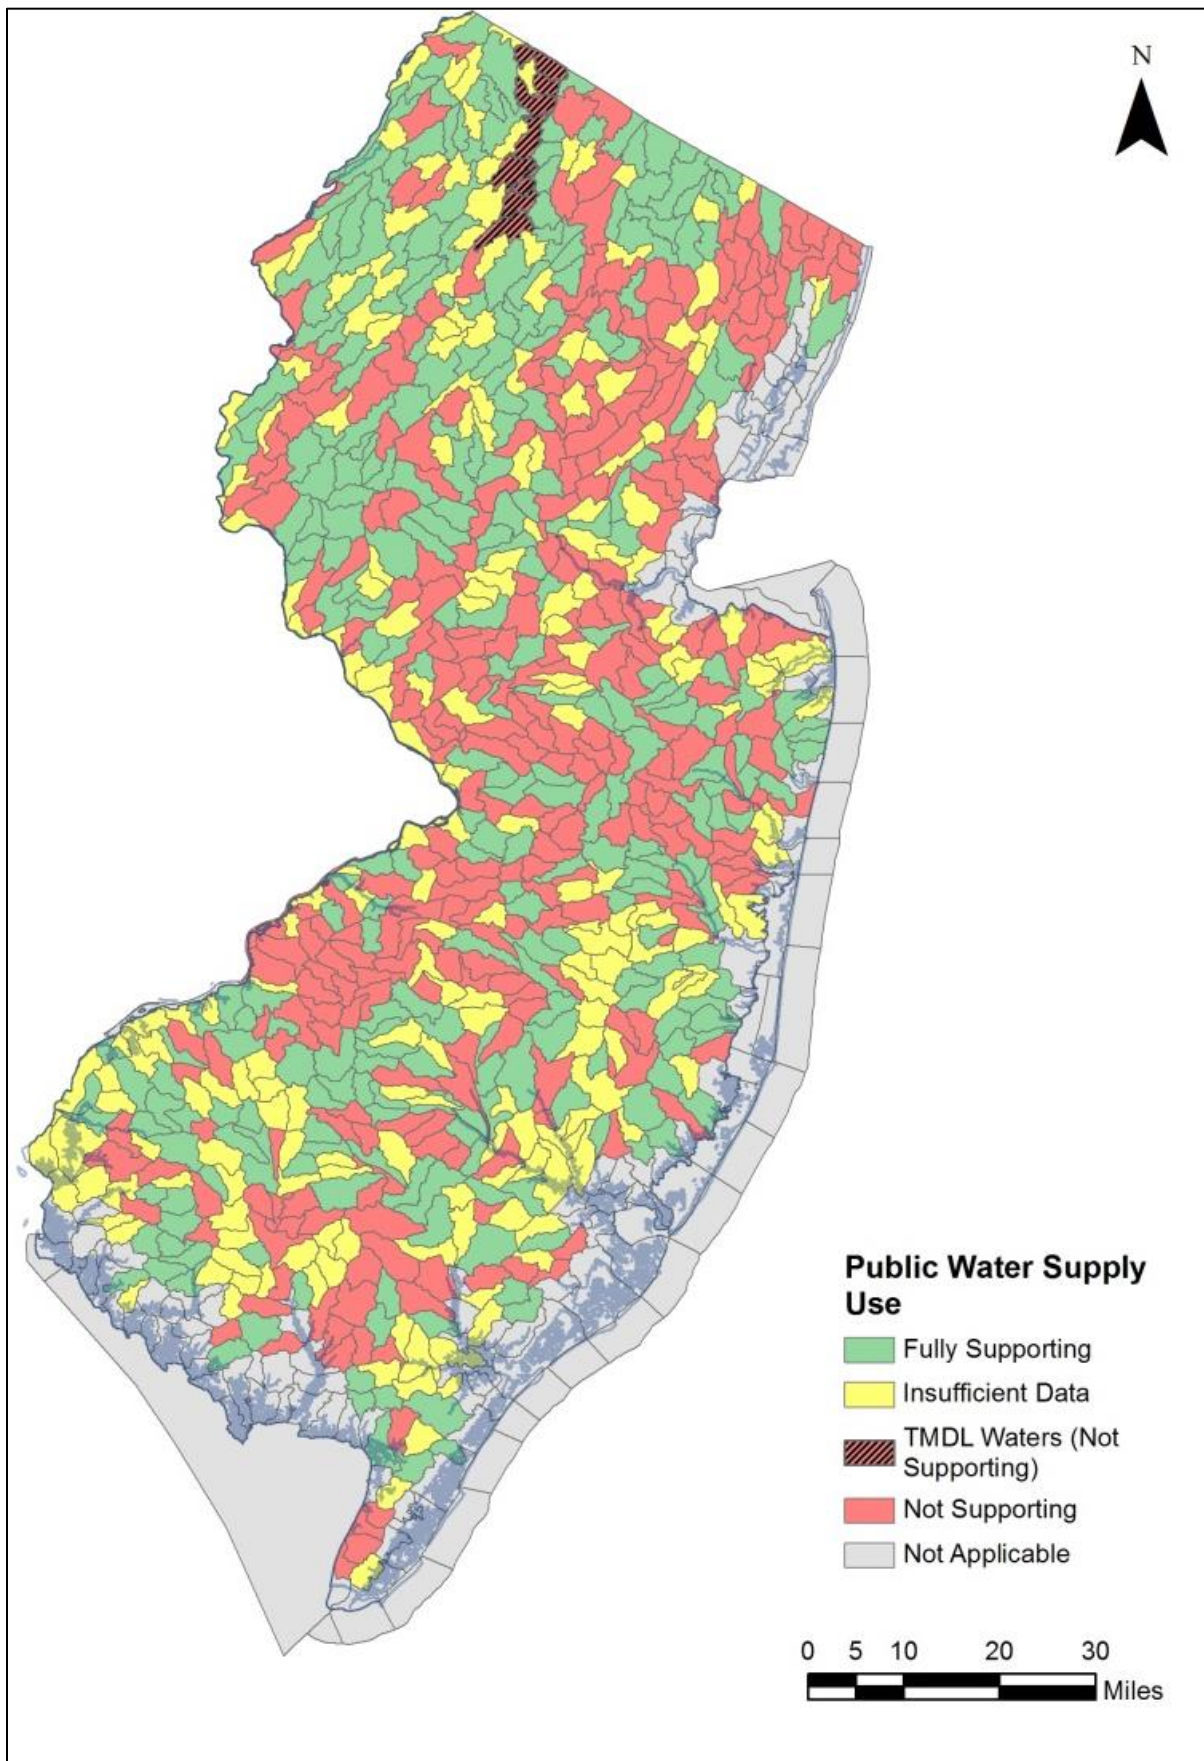 N
Public Water Supply
Use
Fully Supporting
Insufficient Data
TMDL Waters (Not
Supporting)
Not Supporting
Not Applicable
0 5 10 20 30
Miles